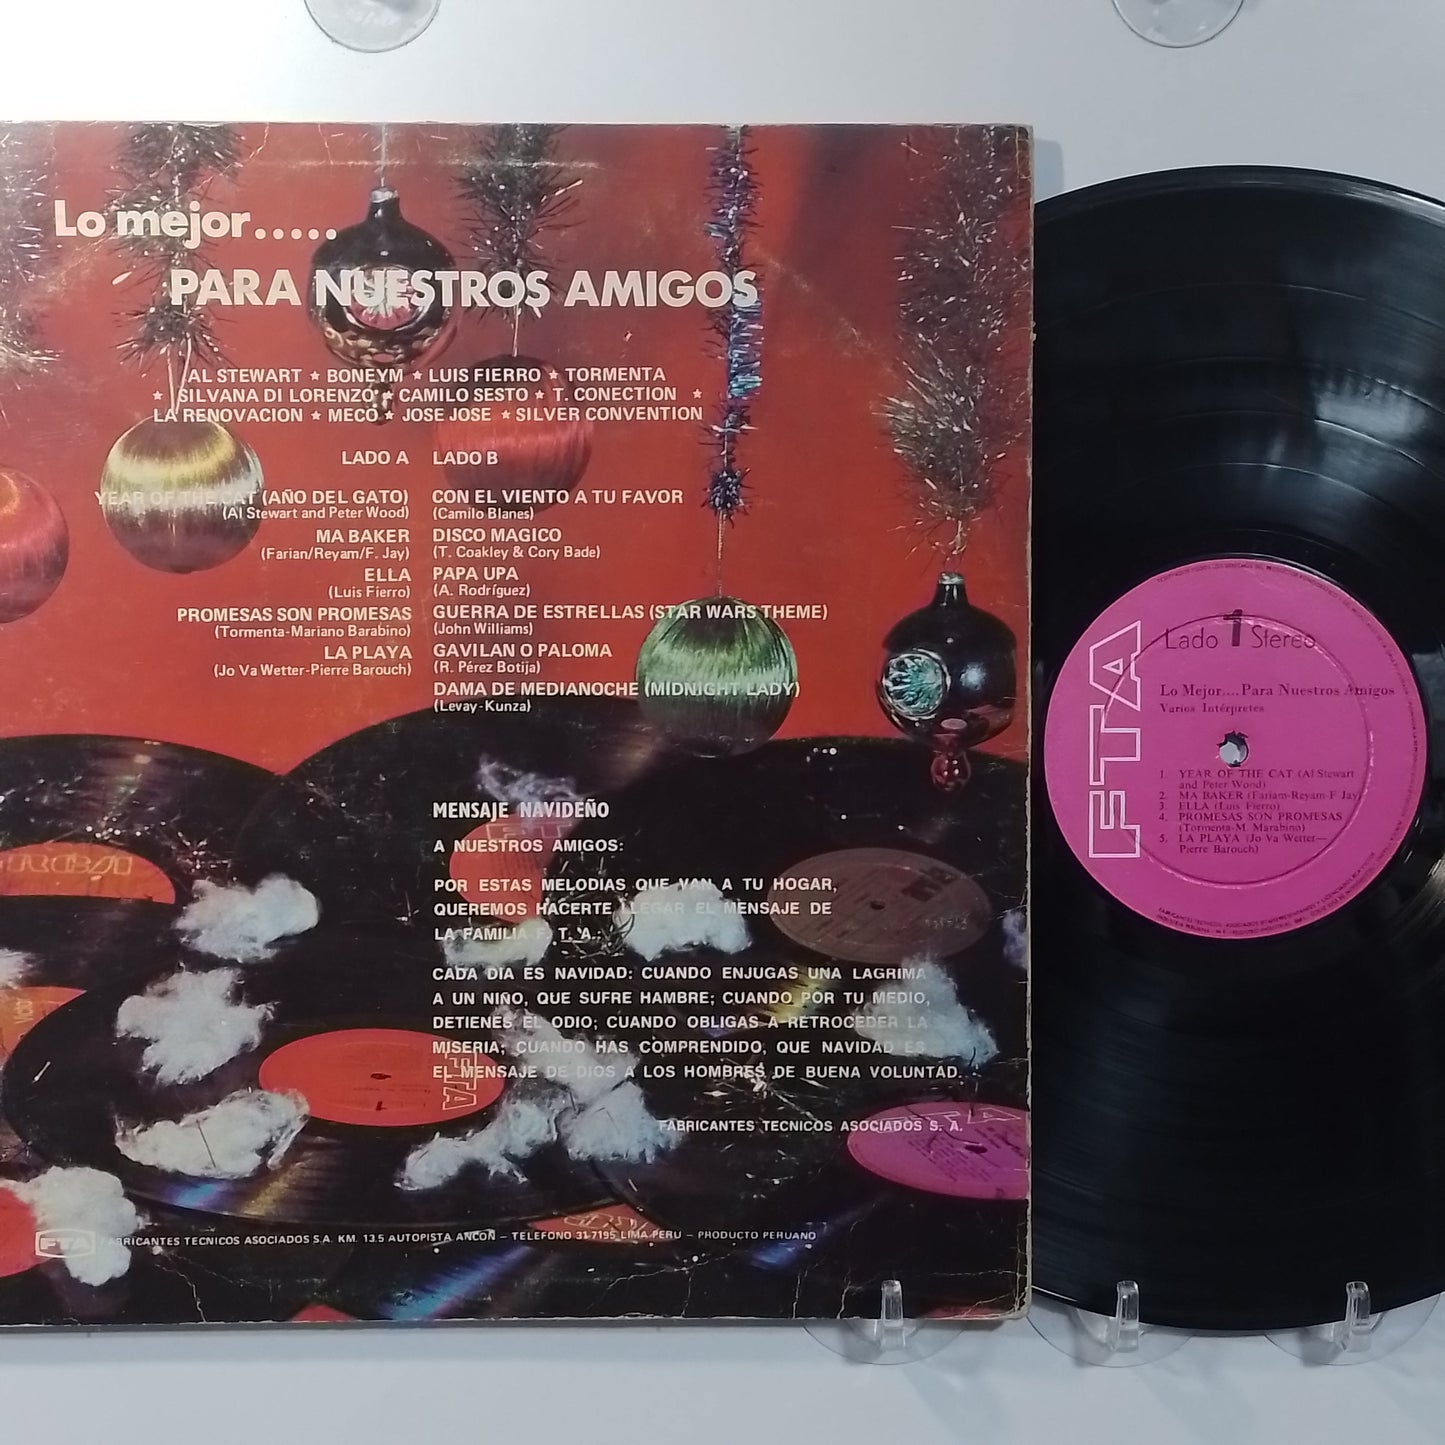 Lo mejor.....
PARA NUESTROS AMIGOS
AL STEWART ★ BONEYM ★ LUIS FIERRO ★ TORMENTA
★ SILVANA DI LORENZO ★ CAMILO SESTO ★ T. CONECTION ★
LA RENOVACION ★ MECO ★ JOSE JOSE ★ SILVER CONVENTION
LADO A
YEAR OF THE CAT (AÑO DEL GATO)
(Al Stewart and Peter Wood)
MA BAKER
(Farian/Reyam/F. Jay)
ELLA
(Luis Fierro)
PROMESAS SON PROMESAS
(Tormenta-Mariano Barabino)
LA PLAYA
(Jo Va Wetter-Pierre Barouch)
LADO B
CON EL VIENTO A TU FAVOR
(Camilo Blanes)
DISCO MAGICO
(T. Coakley & Cory Bade)
PAPA UPA
(A. Rodríguez)
GUERRA DE ESTRELLAS (STAR WARS THEME)
(John Williams)
GAVILAN O PALOMA
(R. Pérez Botija)
DAMA DE MEDIANOCHE (MIDNIGHT LADY)
(Levay-Kunza)
MENSAJE NAVIDEÑO
A NUESTROS AMIGOS:
POR ESTAS MELODIAS QUE VAN A TU HOGAR,
QUEREMOS HACERTE LLEGAR EL MENSAJE DE
LA FAMILIA F. T. A.:
CADA DIA ES NAVIDAD: CUANDO ENJUGAS UNA LAGRIMA
A UN NIÑO, QUE SUFRE HAMBRE; CUANDO POR TU MEDIO,
DETIENES EL ODIO; CUANDO OBLIGAS A RETROCEDER LA
MISERIA; CUANDO HAS COMPRENDIDO, QUE NAVIDAD ES
EL MENSAJE DE DIOS A LOS HOMBRES DE BUENA VOLUNTAD.
FABRICANTES TECNICOS ASOCIADOS S. A.
RCA
FTA
FTA
FTA FABRICANTES TECNICOS ASOCIADOS S.A. KM. 13.5 AUTOPISTA ANCON – TELEFONO 31-7195 LIMA-PERU – PRODUCTO PERUANO
FTA
Lado 1 Stereo
Lo Mejor....Para Nuestros Amigos
Varios Intérpretes
1. YEAR OF THE CAT (Al Stewart
and Peter Wood)
2. MA BAKER (Fariam-Reyam-F Jay)
3. ELLA (Luis Fierro)
4. PROMESAS SON PROMESAS
(Tormenta-M. Marabino)
5. LA PLAYA (Jo Va Wetter—
Pierre Barouch)